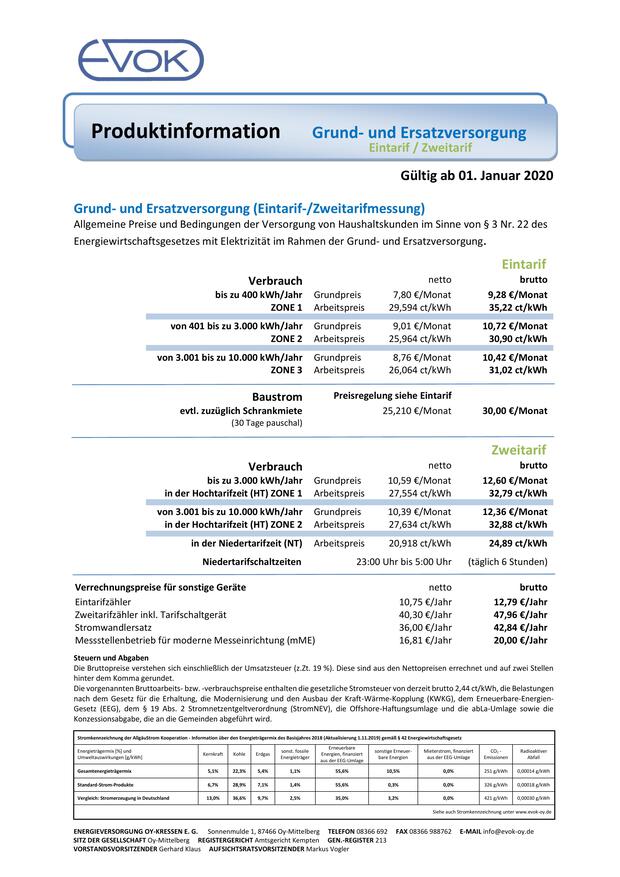 EVOK
Produktinformation Grund- und Ersatzversorgung
Eintarif / Zweitarif
Gültig ab 01. Januar 2020
Grund- und Ersatzversorgung (Eintarif-/Zweitarifmessung)
Allgemeine Preise und Bedingungen der Versorgung von Haushaltskunden im Sinne von § 3 Nr. 22 des
Energiewirtschaftsgesetzes mit Elektrizität im Rahmen der Grund- und Ersatzversorgung.
Eintarif
Verbrauch netto brutto
bis zu 400 kWh/Jahr Grundpreis 7,80 €/Monat 9,28 €/Monat
ZONE 1 Arbeitspreis 29,594 ct/kWh 35,22 ct/kWh
von 401 bis zu 3.000 kWh/Jahr Grundpreis 9,01 €/Monat 10,72 €/Monat
ZONE 2 Arbeitspreis 25,964 ct/kWh 30,90 ct/kWh
von 3.001 bis zu 10.000 kWh/Jahr Grundpreis 8,76 €/Monat 10,42 €/Monat
ZONE 3 Arbeitspreis 26,064 ct/kWh 31,02 ct/kWh
Baustrom Preisregelung siehe Eintarif
evtl. zuzüglich Schrankmiete 25,210 €/Monat 30,00 €/Monat
(30 Tage pauschal)
Zweitarif
Verbrauch netto brutto
bis zu 3.000 kWh/Jahr Grundpreis 10,59 €/Monat 12,60 €/Monat
in der Hochtarifzeit (HT) ZONE 1 Arbeitspreis 27,554 ct/kWh 32,79 ct/kWh
von 3.001 bis zu 10.000 kWh/Jahr Grundpreis 10,39 €/Monat 12,36 €/Monat
in der Hochtarifzeit (HT) ZONE 2 Arbeitspreis 27,634 ct/kWh 32,88 ct/kWh
in der Niedertarifzeit (NT) Arbeitspreis 20,918 ct/kWh 24,89 ct/kWh
Niedertarifschaltzeiten 23:00 Uhr bis 5:00 Uhr (täglich 6 Stunden)
Verrechnungspreise für sonstige Geräte netto brutto
Eintarifzähler 10,75 €/Jahr 12,79 €/Jahr
Zweitarifzähler inkl. Tarifschaltgerät 40,30 €/Jahr 47,96 €/Jahr
Stromwandlersatz 36,00 €/Jahr 42,84 €/Jahr
Messstellenbetrieb für moderne Messeinrichtung (mME) 16,81 €/Jahr 20,00 €/Jahr
Steuern und Abgaben
Die Bruttopreise verstehen sich einschließlich der Umsatzsteuer (z.Zt. 19 %). Diese sind aus den Nettopreisen errechnet und auf zwei Stellen
hinter dem Komma gerundet.
Die vorgenannten Bruttoarbeits- bzw. -verbrauchspreise enthalten die gesetzliche Stromsteuer von derzeit brutto 2,44 ct/kWh, die Belastungen
nach dem Gesetz für die Erhaltung, die Modernisierung und den Ausbau der Kraft-Wärme-Kopplung (KWKG), dem Erneuerbare-Energien-
Gesetz (EEG), dem § 19 Abs. 2 Stromnetzentgeltverordnung (StromNEV), die Offshore-Haftungsumlage und die abLa-Umlage sowie die
Konzessionsabgabe, die an die Gemeinden abgeführt wird.
Stromkennzeichnung der AllgäuStrom Kooperation - Information über den Energieträgermix des Basisjahres 2018 (Aktualisierung 1.11.2019) gemäß § 42 Energiewirtschaftsgesetz
Energieträgermix [%] und Umweltauswirkungen [g/kWh] Kernkraft Kohle Erdgas sonst. fossile Energieträger Erneuerbare Energien, finanziert aus der EEG-Umlage sonstige Erneuer-bare Energien Mieterstrom, finanziert aus der EEG-Umlage CO2 - Emissionen Radioaktiver Abfall
Gesamtenergieträgermix 5,1% 22,3% 5,4% 1,1% 55,6% 10,5% 0,0% 251 g/kWh 0,00014 g/kWh
Standard-Strom-Produkte 6,7% 28,9% 7,1% 1,4% 55,6% 0,3% 0,0% 326 g/kWh 0,00018 g/kWh
Vergleich: Stromerzeugung in Deutschland 13,0% 36,6% 9,7% 2,5% 35,0% 3,2% 0,0% 421 g/kWh 0,00030 g/kWh
Siehe auch Stromkennzeichnung unter www.evok-oy.de
ENERGIEVERSORGUNG OY-KRESSEN E. G. Sonnenmulde 1, 87466 Oy-Mittelberg TELEFON 08366 692 FAX 08366 988762 E-MAIL info@evok-oy.de
SITZ DER GESELLSCHAFT Oy-Mittelberg REGISTERGERICHT Amtsgericht Kempten GEN.-REGISTER 213
VORSTANDSVORSITZENDER Gerhard Klaus AUFSICHTSRATSVORSITZENDER Markus Vogler